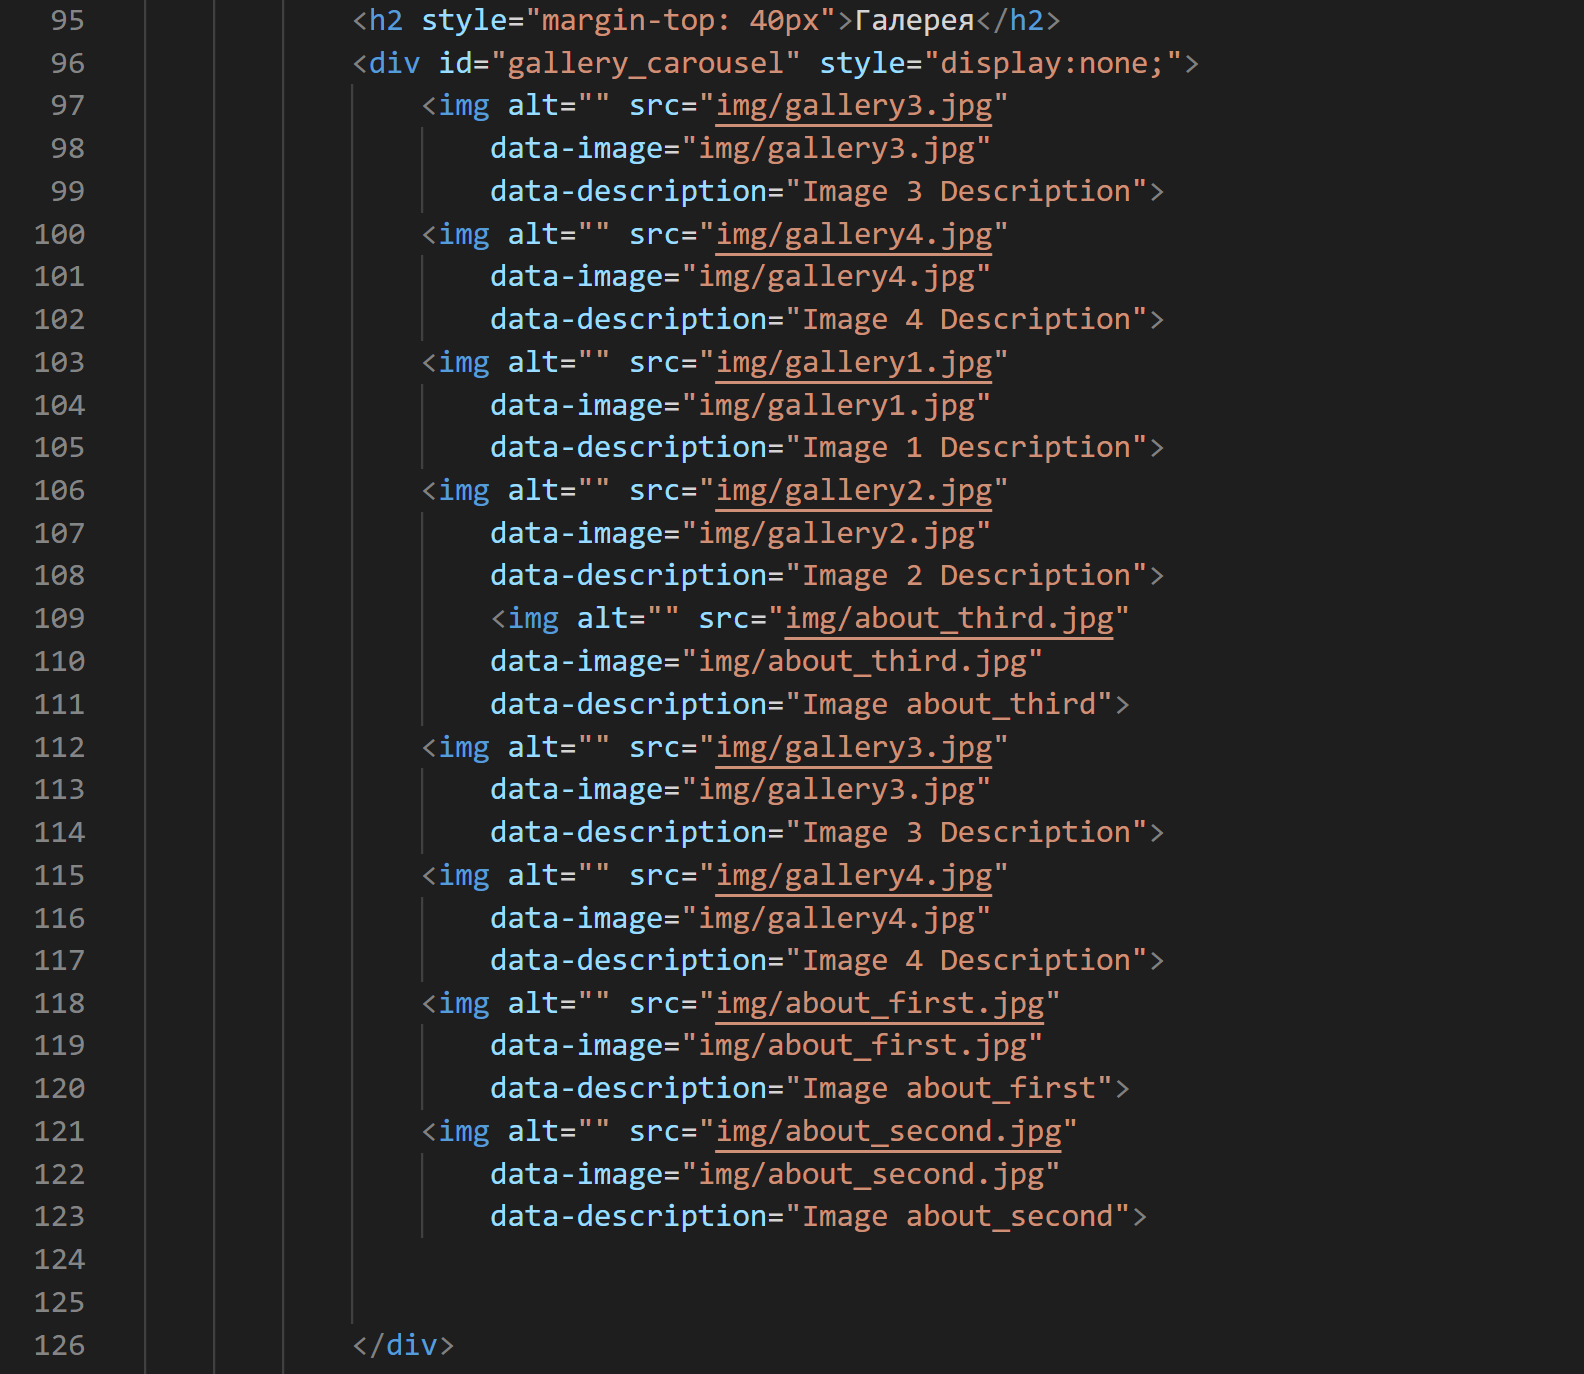 95 <h2 style="margin-top: 40px">Галерея</h2>
96 <div id="gallery_carousel" style="display:none;">
97 <img alt="" src="img/gallery3.jpg"
98 data-image="img/gallery3.jpg"
99 data-description="Image 3 Description">
100 <img alt="" src="img/gallery4.jpg"
101 data-image="img/gallery4.jpg"
102 data-description="Image 4 Description">
103 <img alt="" src="img/gallery1.jpg"
104 data-image="img/gallery1.jpg"
105 data-description="Image 1 Description">
106 <img alt="" src="img/gallery2.jpg"
107 data-image="img/gallery2.jpg"
108 data-description="Image 2 Description">
109 <img alt="" src="img/about_third.jpg"
110 data-image="img/about_third.jpg"
111 data-description="Image about_third">
112 <img alt="" src="img/gallery3.jpg"
113 data-image="img/gallery3.jpg"
114 data-description="Image 3 Description">
115 <img alt="" src="img/gallery4.jpg"
116 data-image="img/gallery4.jpg"
117 data-description="Image 4 Description">
118 <img alt="" src="img/about_first.jpg"
119 data-image="img/about_first.jpg"
120 data-description="Image about_first">
121 <img alt="" src="img/about_second.jpg"
122 data-image="img/about_second.jpg"
123 data-description="Image about_second">
124
125
126 </div>